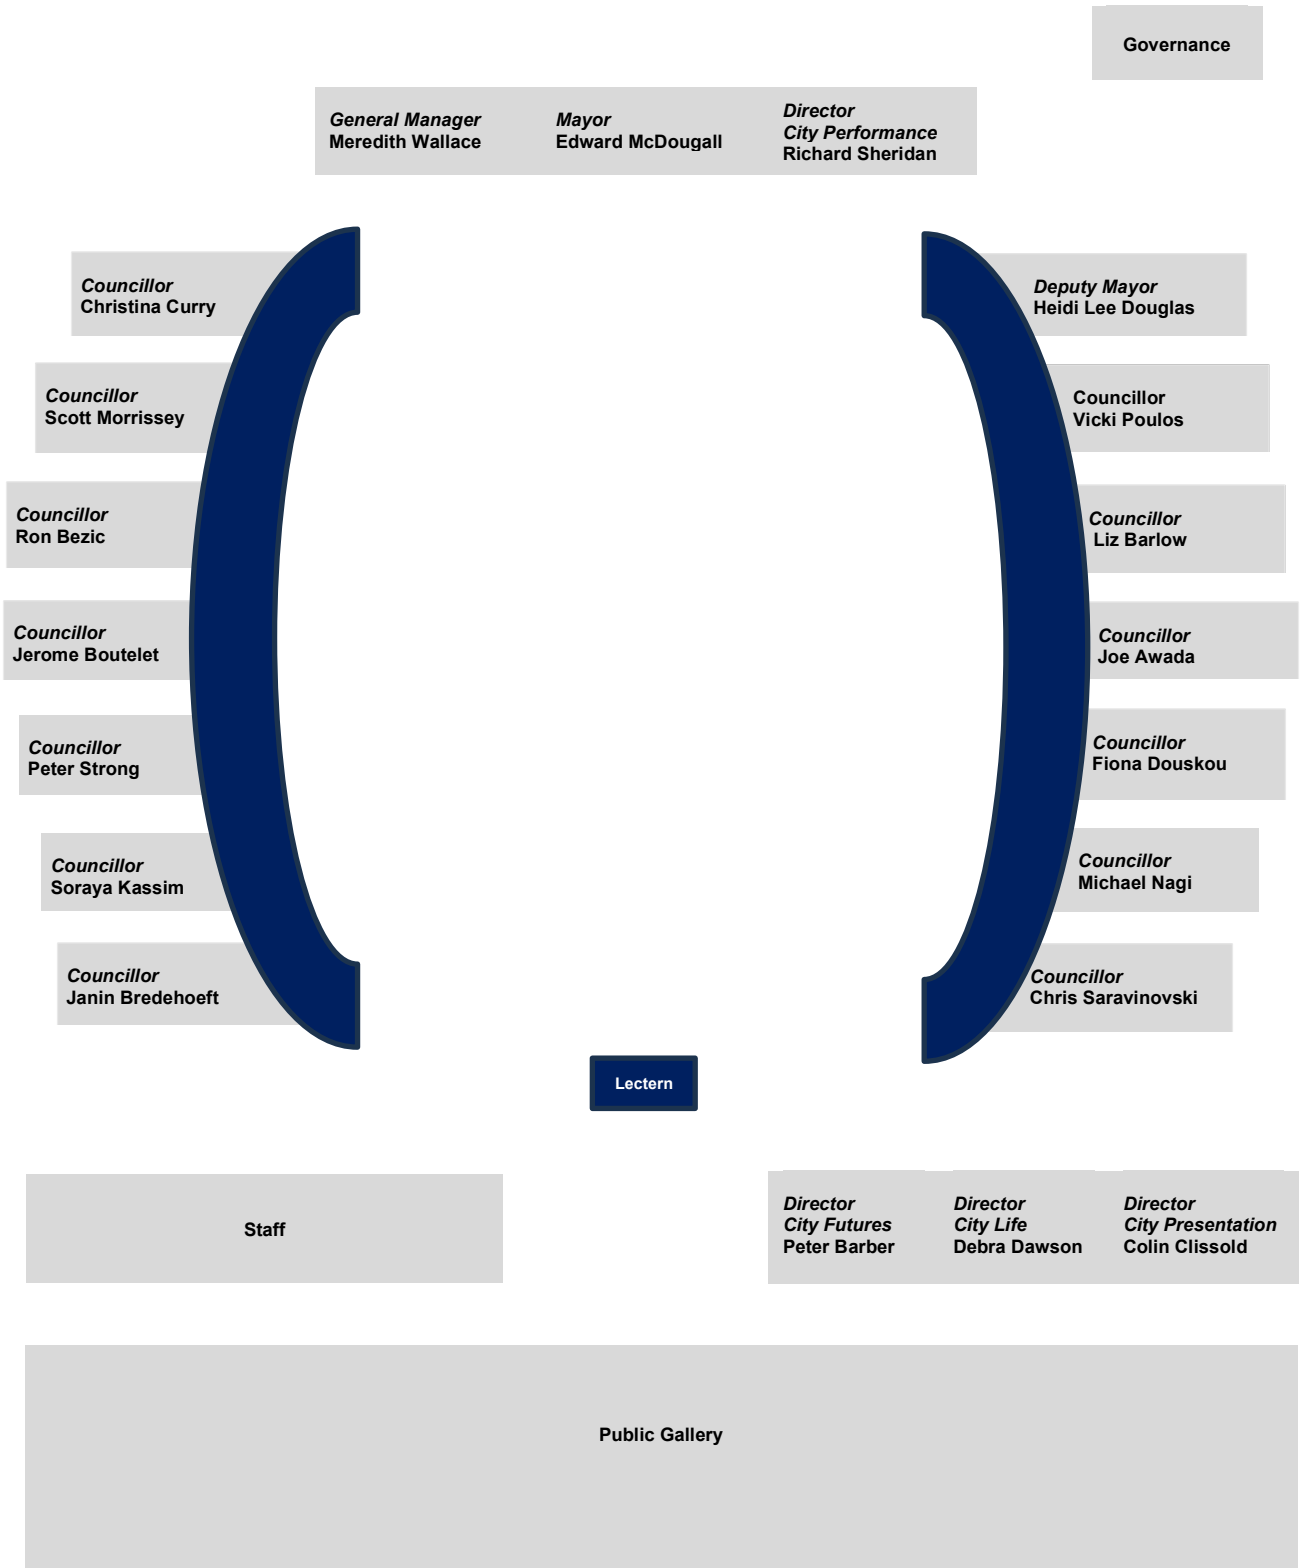 Governance
General Manager
Meredith Wallace
Mayor
Edward McDougall
Director
City Performance
Richard Sheridan
Councillor
Christina Curry
Councillor
Scott Morrissey
Councillor
Ron Bezic
Councillor
Jerome Boutelet
Councillor
Peter Strong
Councillor
Soraya Kassim
Councillor
Janin Bredehoeft
Deputy Mayor
Heidi Lee Douglas
Councillor
Vicki Poulos
Councillor
Liz Barlow
Councillor
Joe Awada
Councillor
Fiona Douskou
Councillor
Michael Nagi
Councillor
Chris Saravinovski
Lectern
Staff
Director
City Futures
Peter Barber
Director
City Life
Debra Dawson
Director
City Presentation
Colin Clissold
Public Gallery